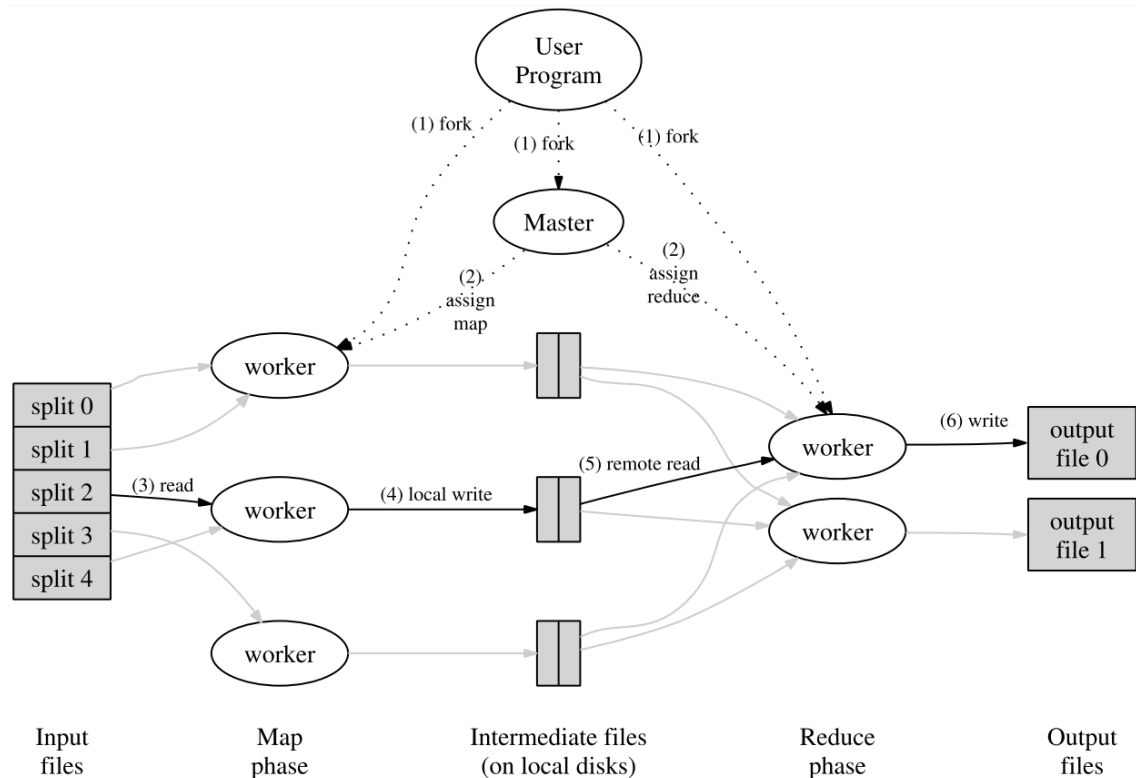 User
Program
(1) fork
(1) fork
(1) fork
Master
(2)
assign
map
(2)
assign
reduce
worker
split 0
split 1
split 2
split 3
split 4
(3) read
worker
(4) local write
(5) remote read
worker
(6) write
output
file 0
worker
output
file 1
worker
Input
files
Map
phase
Intermediate files
(on local disks)
Reduce
phase
Output
files